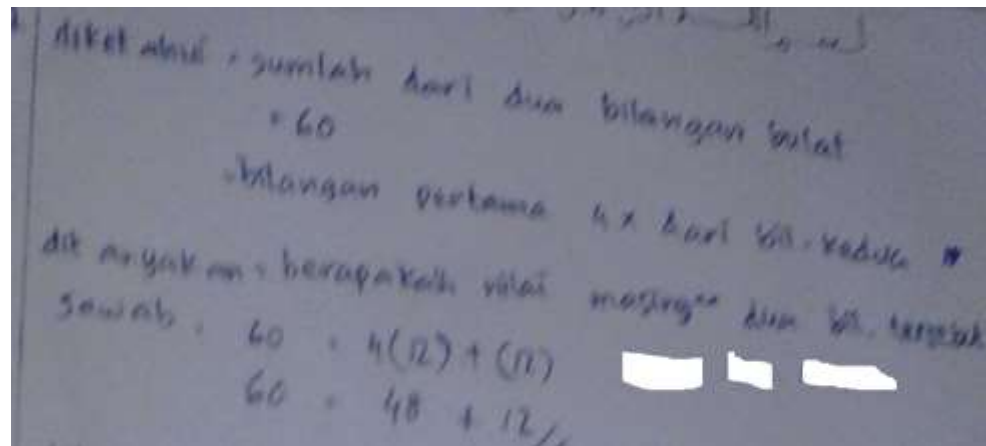 diketahui : Jumlah dari dua bilangan bulat
= 60
- bilangan pertama 4 x dari bil. kedua
ditanyakan : berapakah nilai masing" dua bil. tersebut
Jawab : 60 = 4(12) + (12)
60 = 48 + 12 //